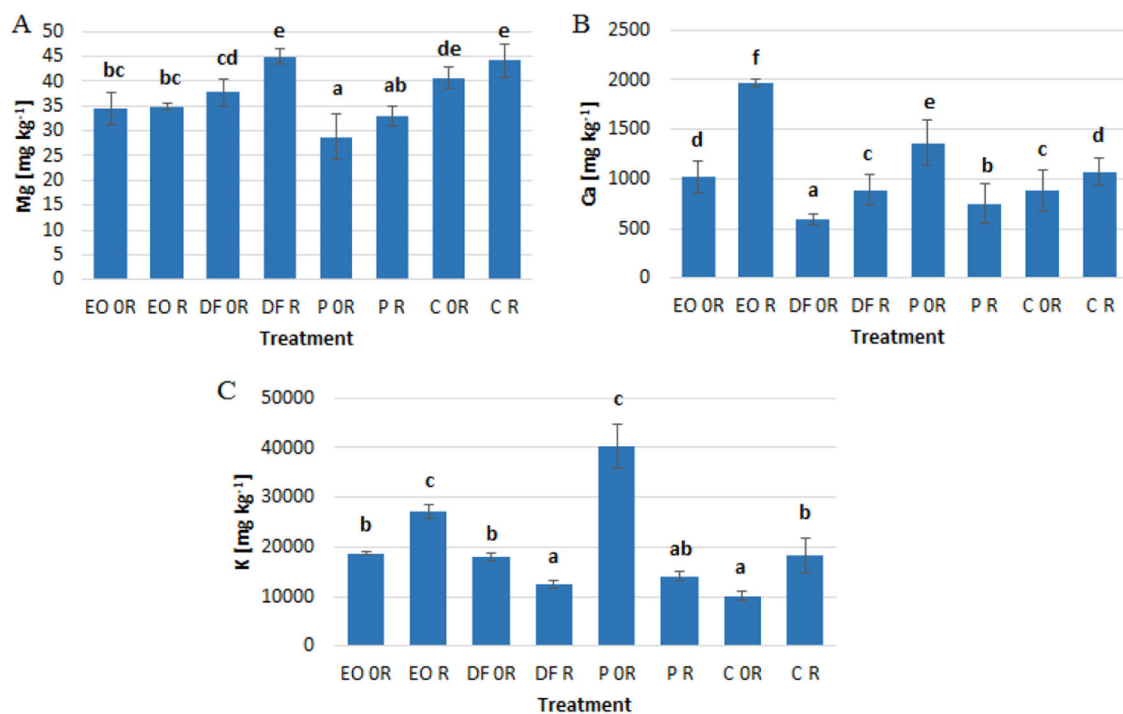 A
Mg [mg kg⁻¹]
50
45
40
35
30
25
20
15
10
5
0
bc bc cd e a ab de e
EO 0R EO R DF 0R DF R P 0R P R C 0R C R
Treatment
B
Ca [mg kg⁻¹]
2500
2000
1500
1000
500
0
d f a c e b c d
EO 0R EO R DF 0R DF R P 0R P R C 0R C R
Treatment
C
K [mg kg⁻¹]
50000
40000
30000
20000
10000
0
b c b a c ab a b
EO 0R EO R DF 0R DF R P 0R P R C 0R C R
Treatment